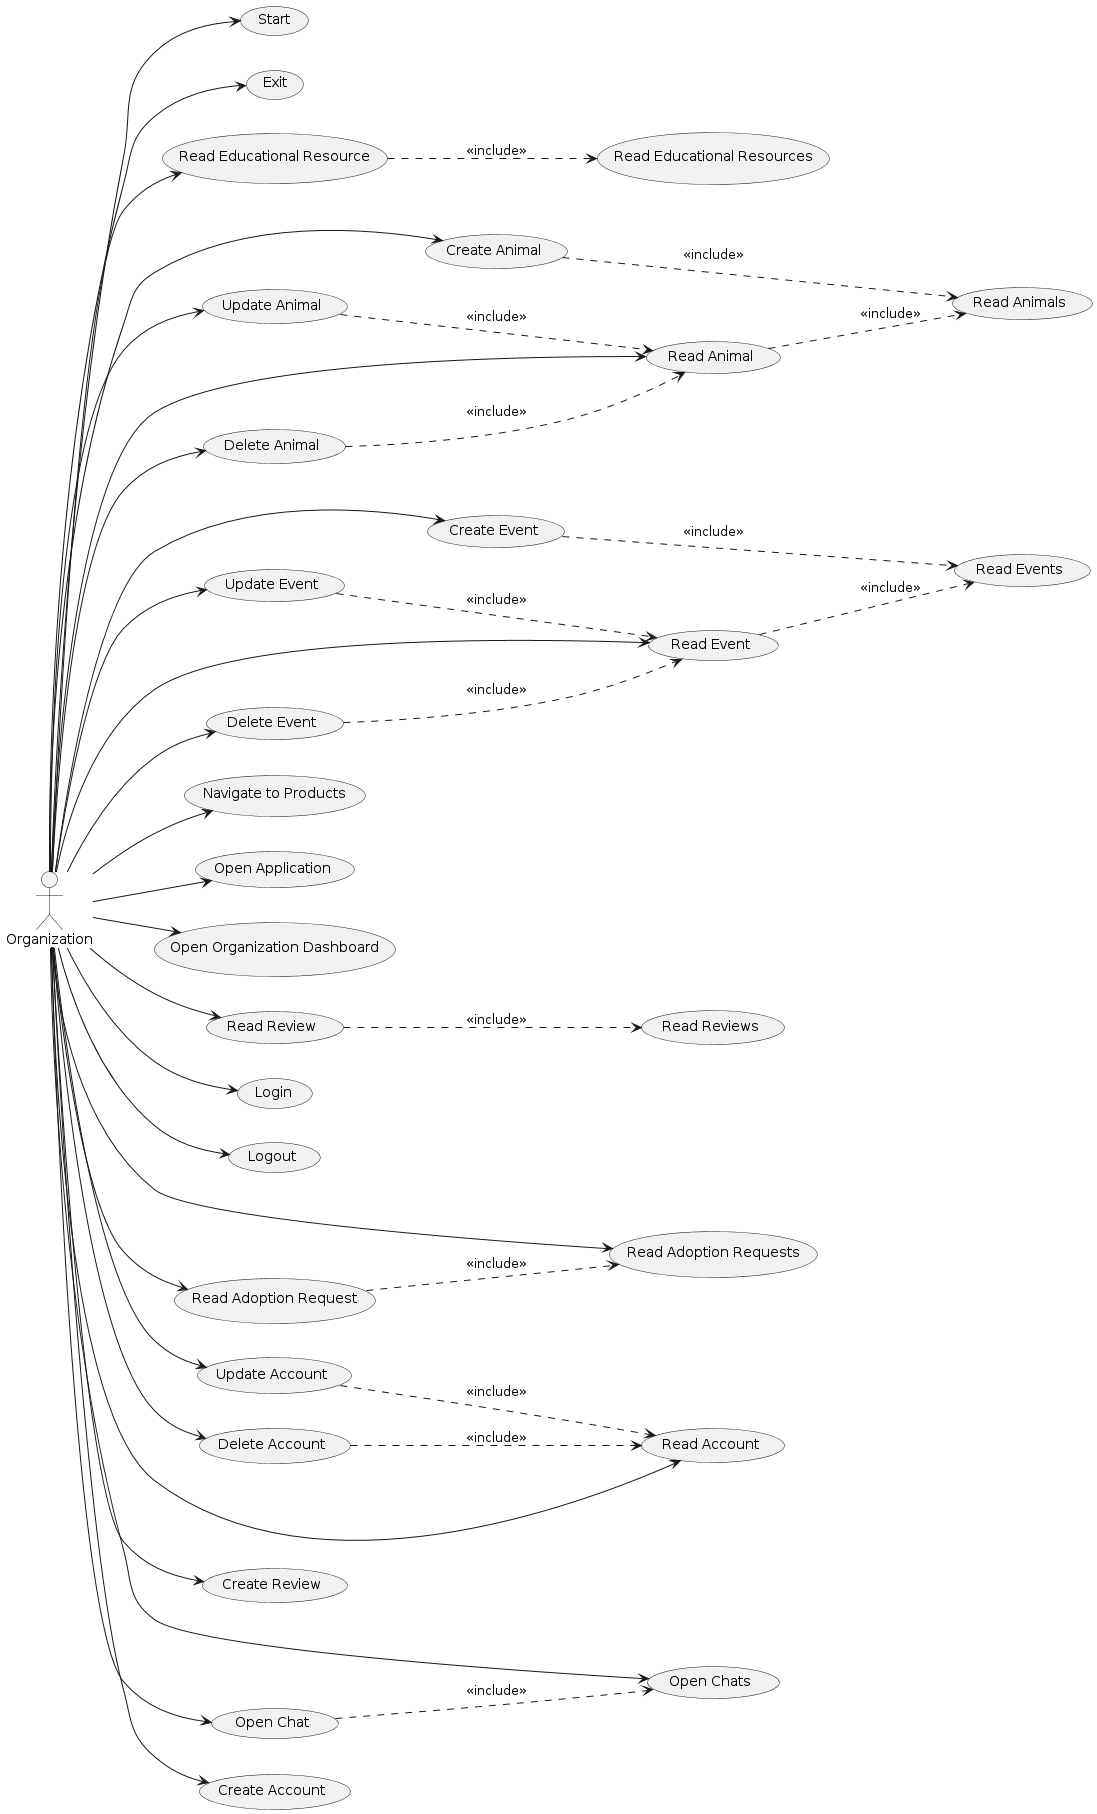 Start
Exit
Read Educational Resource
«include»
Read Educational Resources
Create Animal
«include»
Read Animals
Update Animal
«include»
«include»
Read Animal
Delete Animal
«include»
Create Event
«include»
Read Events
Update Event
«include»
«include»
Read Event
Delete Event
«include»
Navigate to Products
Open Application
Organization
Open Organization Dashboard
Read Review
«include»
Read Reviews
Login
Logout
Read Adoption Requests
Read Adoption Request
«include»
Update Account
«include»
Delete Account
«include»
Read Account
Create Review
Open Chats
Open Chat
«include»
Create Account